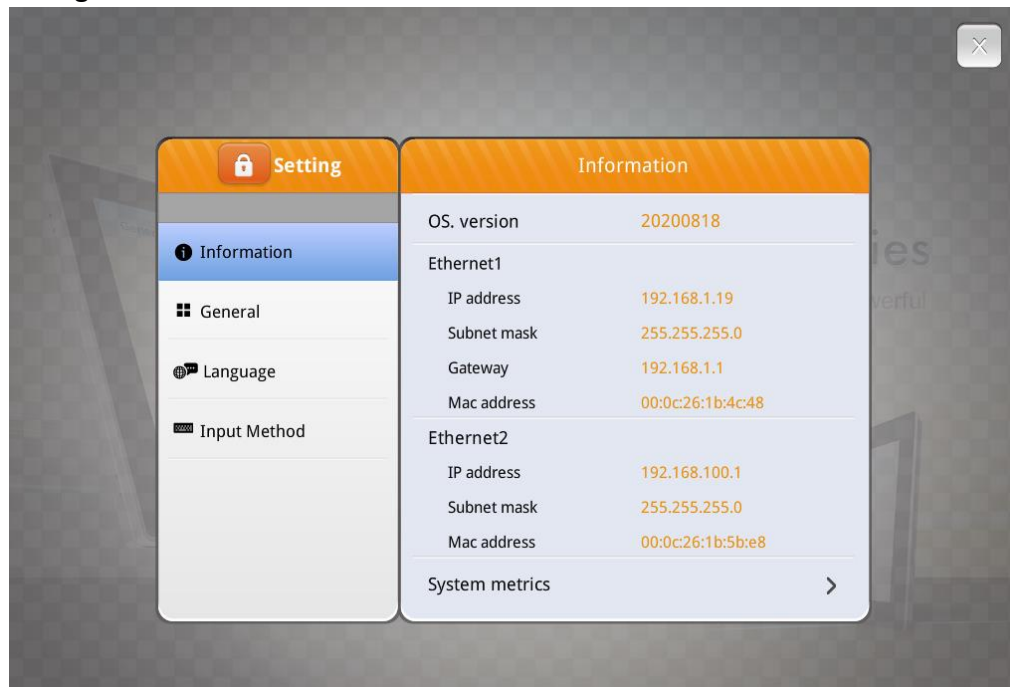 X
Setting
Information
General
Language
Input Method
Information
OS. version 20200818
Ethernet1
IP address 192.168.1.19
Subnet mask 255.255.255.0
Gateway 192.168.1.1
Mac address 00:0c:26:1b:4c:48
Ethernet2
IP address 192.168.100.1
Subnet mask 255.255.255.0
Mac address 00:0c:26:1b:5b:e8
System metrics